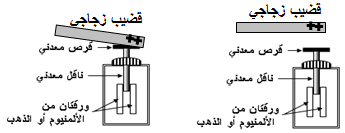 قضيب زجاجي
++
قرص معدني
ناقل معدني
ورقتان من
الألمنيوم أو الذهب
قضيب زجاجي
++
قرص معدني
ناقل معدني
ورقتان من
الألمنيوم أو الذهب